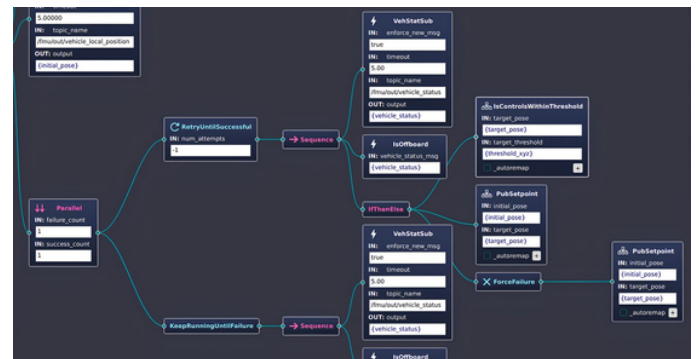 IN: timeout
5.00000
IN: topic_name
/fmu/out/vehicle_local_position
OUT: output
{initial_pose}
VehStatSub
IN: enforce_new_msg
true
IN: timeout
5.00
IN: topic_name
/fmu/out/vehicle_status
OUT: output
{vehicle_status}
RetryUntilSuccessful
IN: num_attempts
-1
Sequence
IsOffboard
IN: vehicle_status_msg
{vehicle_status}
IsControlsWithinThreshold
IN: target_pose
{target_pose}
IN: target_threshold
{threshold_xyz}
_autoremap
Parallel
IN: failure_count
1
IN: success_count
1
IfThenElse
PubSetpoint
IN: initial_pose
{initial_pose}
IN: target_pose
{target_pose}
_autoremap
VehStatSub
IN: enforce_new_msg
true
IN: timeout
5.00
IN: topic_name
/fmu/out/vehicle_status
OUT: output
{vehicle_status}
ForceFailure
PubSetpoint
IN: initial_pose
{initial_pose}
IN: target_pose
{target_pose}
_autoremap
KeepRunningUntilFailure
Sequence
IsOffboard